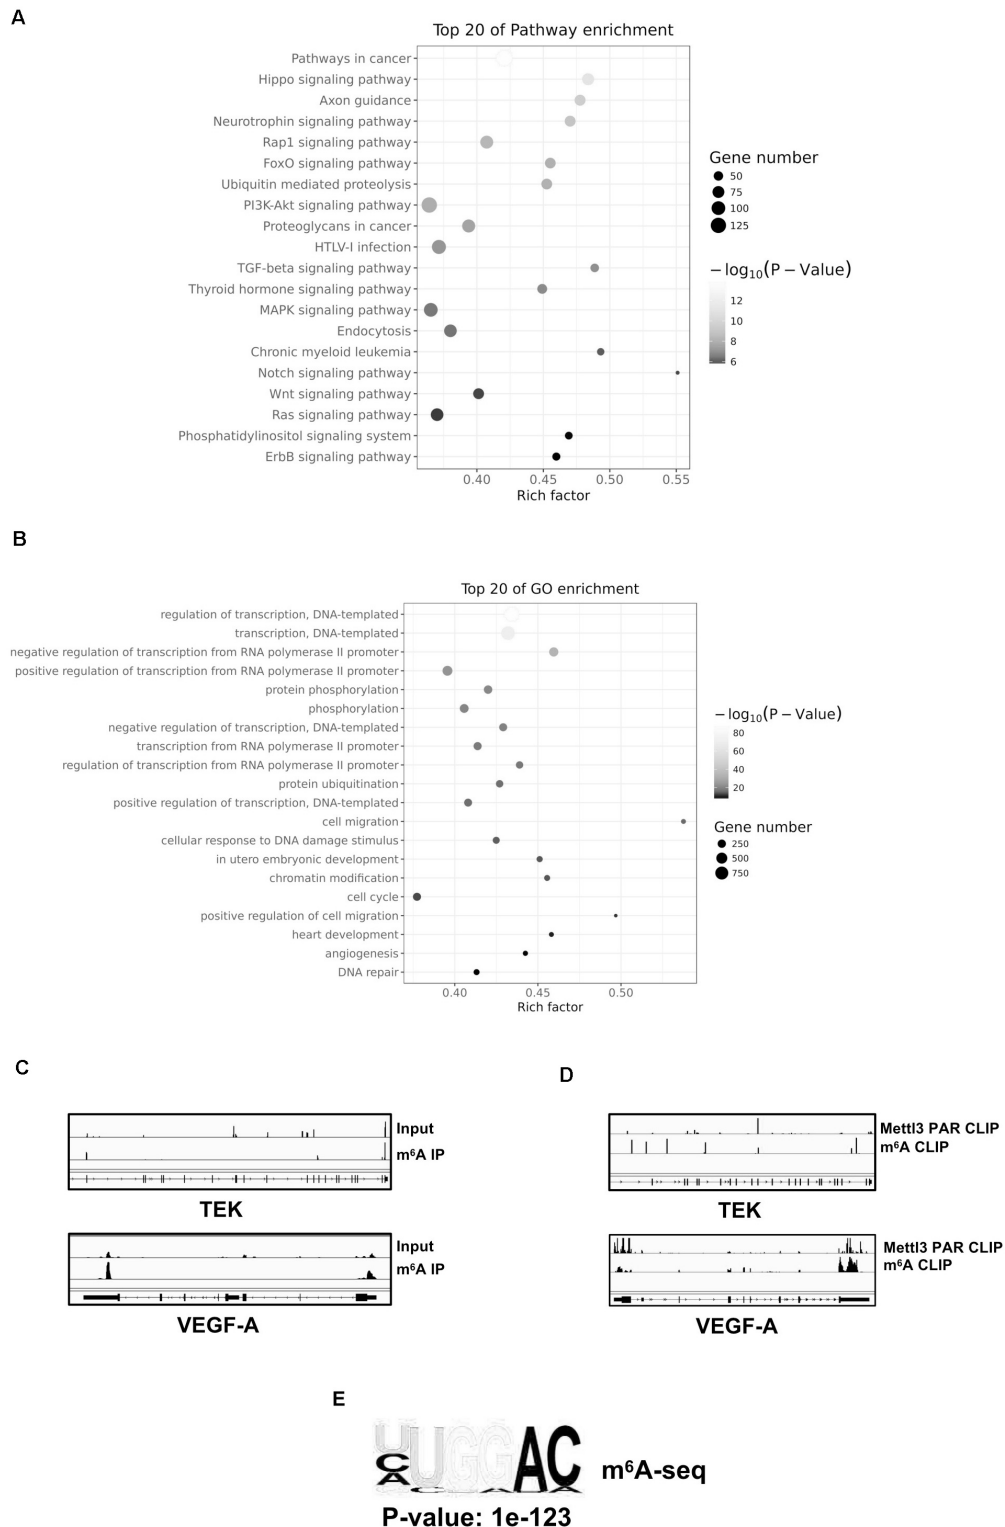 A
Top 20 of Pathway enrichment
Pathways in cancer
Hippo signaling pathway
Axon guidance
Neurotrophin signaling pathway
Rap1 signaling pathway
FoxO signaling pathway
Ubiquitin mediated proteolysis
PI3K-Akt signaling pathway
Proteoglycans in cancer
HTLV-I infection
TGF-beta signaling pathway
Thyroid hormone signaling pathway
MAPK signaling pathway
Endocytosis
Chronic myeloid leukemia
Notch signaling pathway
Wnt signaling pathway
Ras signaling pathway
Phosphatidylinositol signaling system
ErbB signaling pathway
0.40 0.45 0.50 0.55
Rich factor
Gene number
50
75
100
125
−log₁₀(P − Value)
12
10
8
6
B
Top 20 of GO enrichment
regulation of transcription, DNA-templated
transcription, DNA-templated
negative regulation of transcription from RNA polymerase II promoter
positive regulation of transcription from RNA polymerase II promoter
protein phosphorylation
phosphorylation
negative regulation of transcription, DNA-templated
transcription from RNA polymerase II promoter
regulation of transcription from RNA polymerase II promoter
protein ubiquitination
positive regulation of transcription, DNA-templated
cell migration
cellular response to DNA damage stimulus
in utero embryonic development
chromatin modification
cell cycle
positive regulation of cell migration
heart development
angiogenesis
DNA repair
0.40 0.45 0.50
Rich factor
−log₁₀(P − Value)
80
60
40
20
Gene number
250
500
750
C
Input
m⁶A IP
TEK
Input
m⁶A IP
VEGF-A
D
Mettl3 PAR CLIP
m⁶A CLIP
TEK
Mettl3 PAR CLIP
m⁶A CLIP
VEGF-A
E
UUGGAC
C
A
m⁶A-seq
P-value: 1e-123